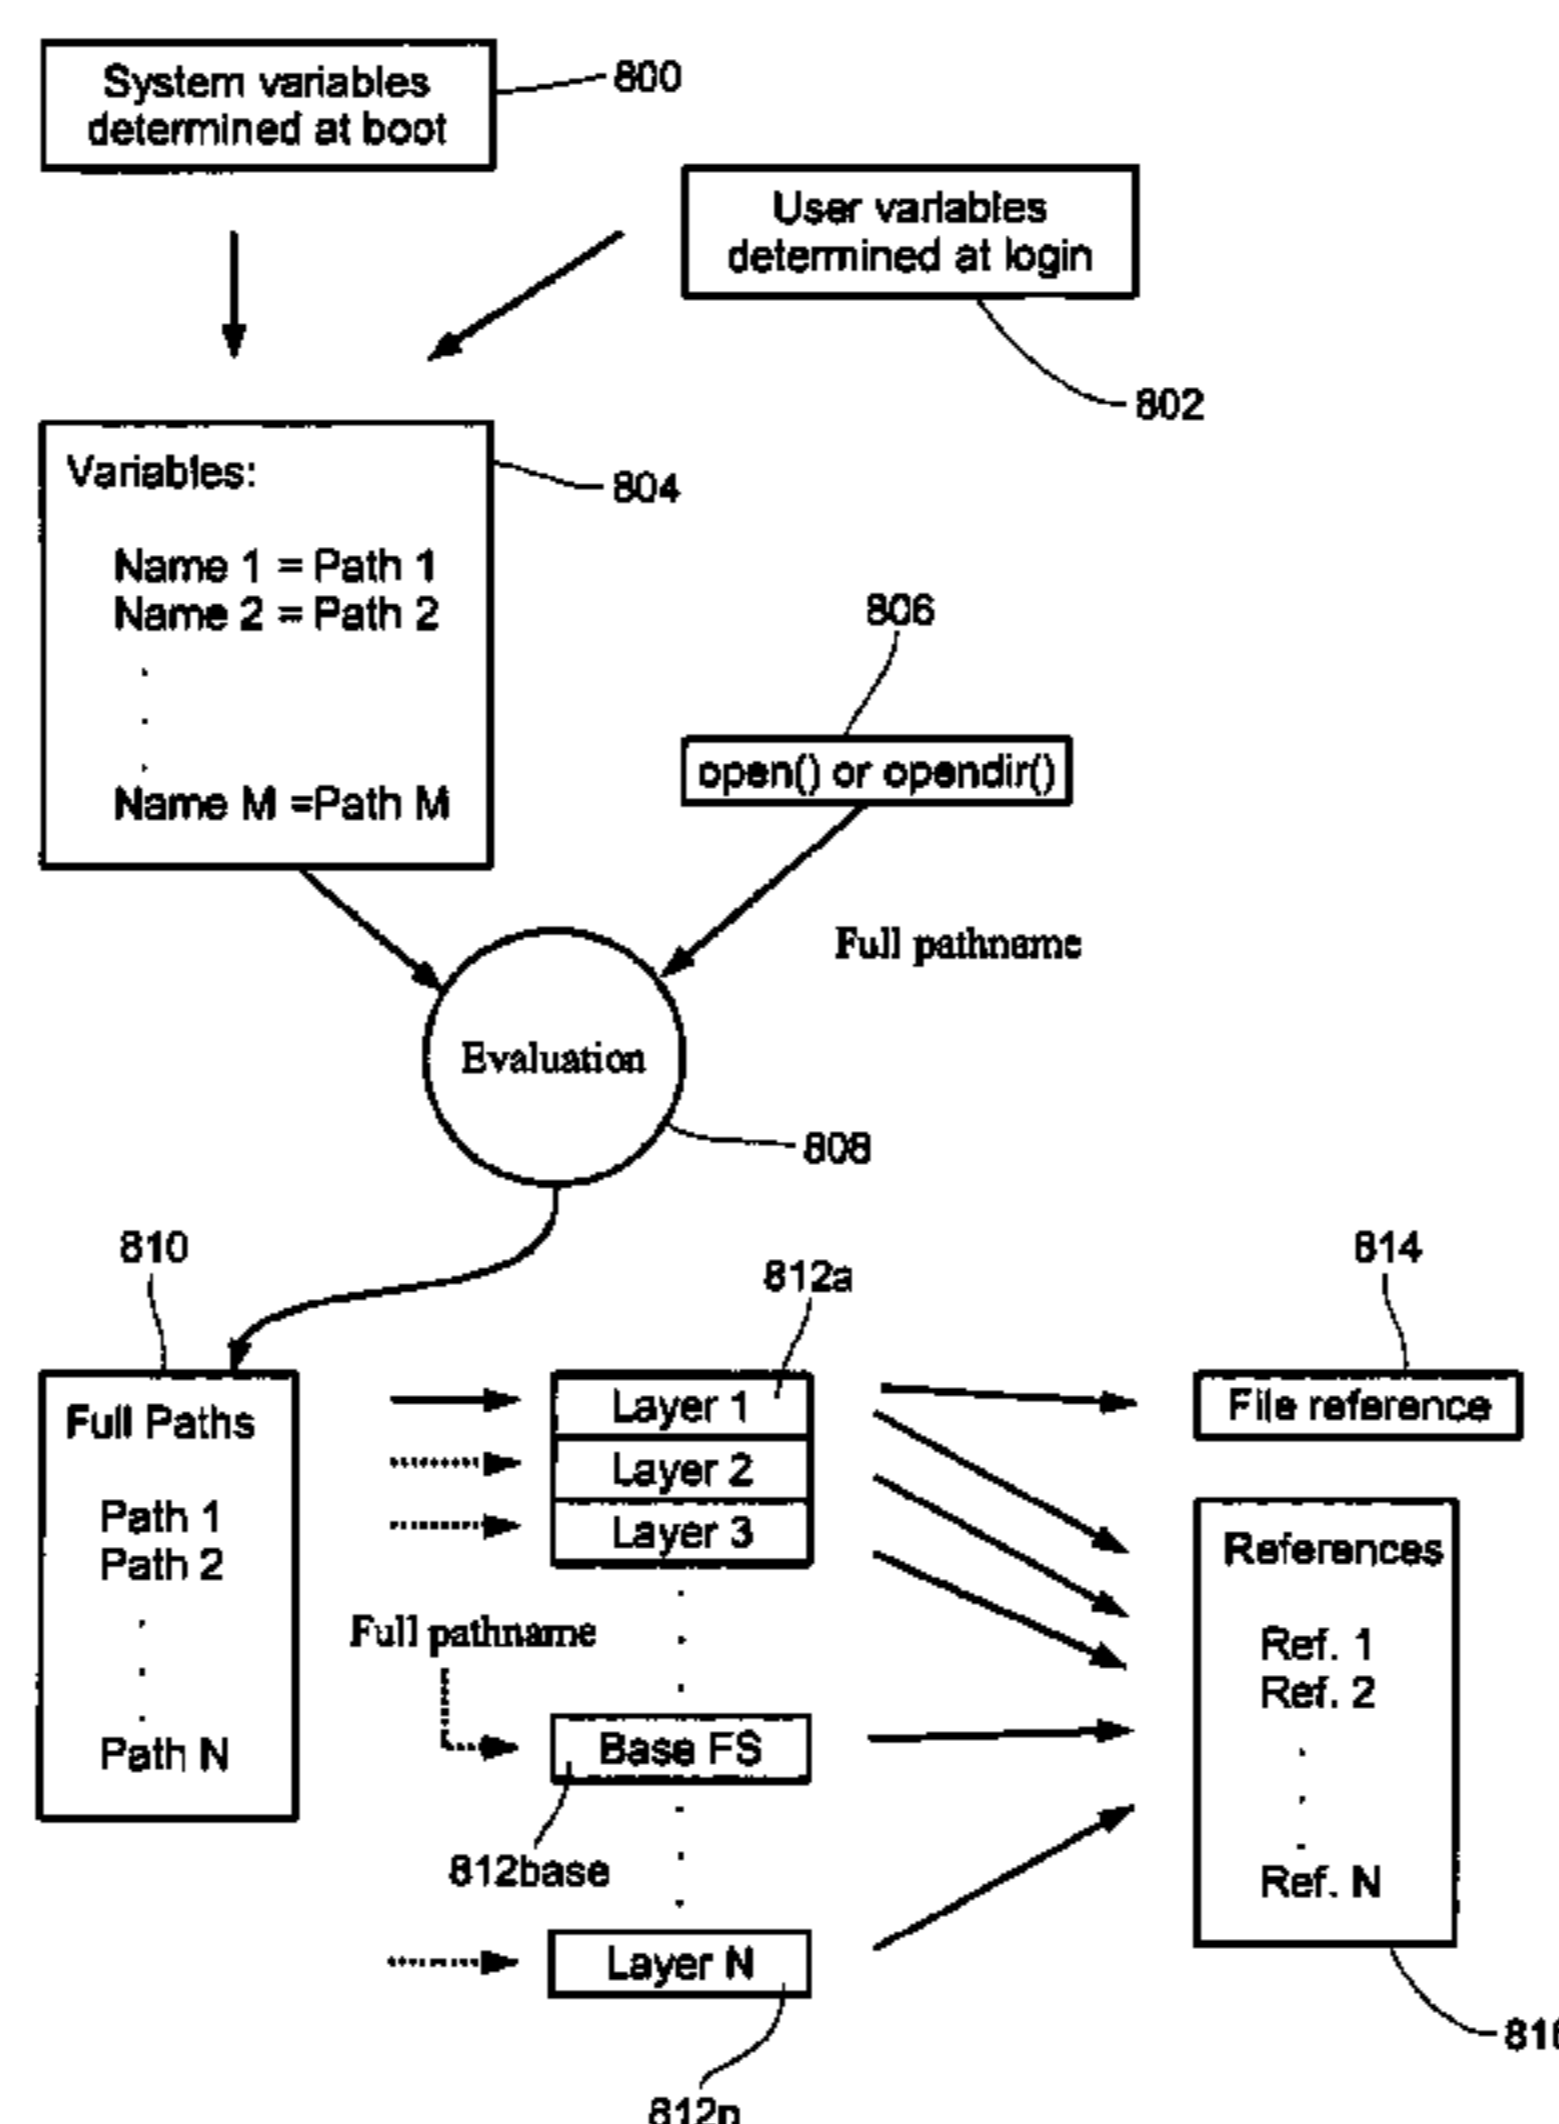 System variables
determined at boot
800
User variables
determined at login
802
Variables:
804
Name 1 = Path 1
Name 2 = Path 2
.
.
.
Name M =Path M
806
open() or opendir()
Full pathname
Evaluation
808
810
812a
814
Full Paths
Path 1
Path 2
.
.
.
Path N
Layer 1
Layer 2
Layer 3
.
.
.
Full pathname
Base FS
812base
.
.
.
Layer N
812n
File reference
References
Ref. 1
Ref. 2
.
.
.
Ref. N